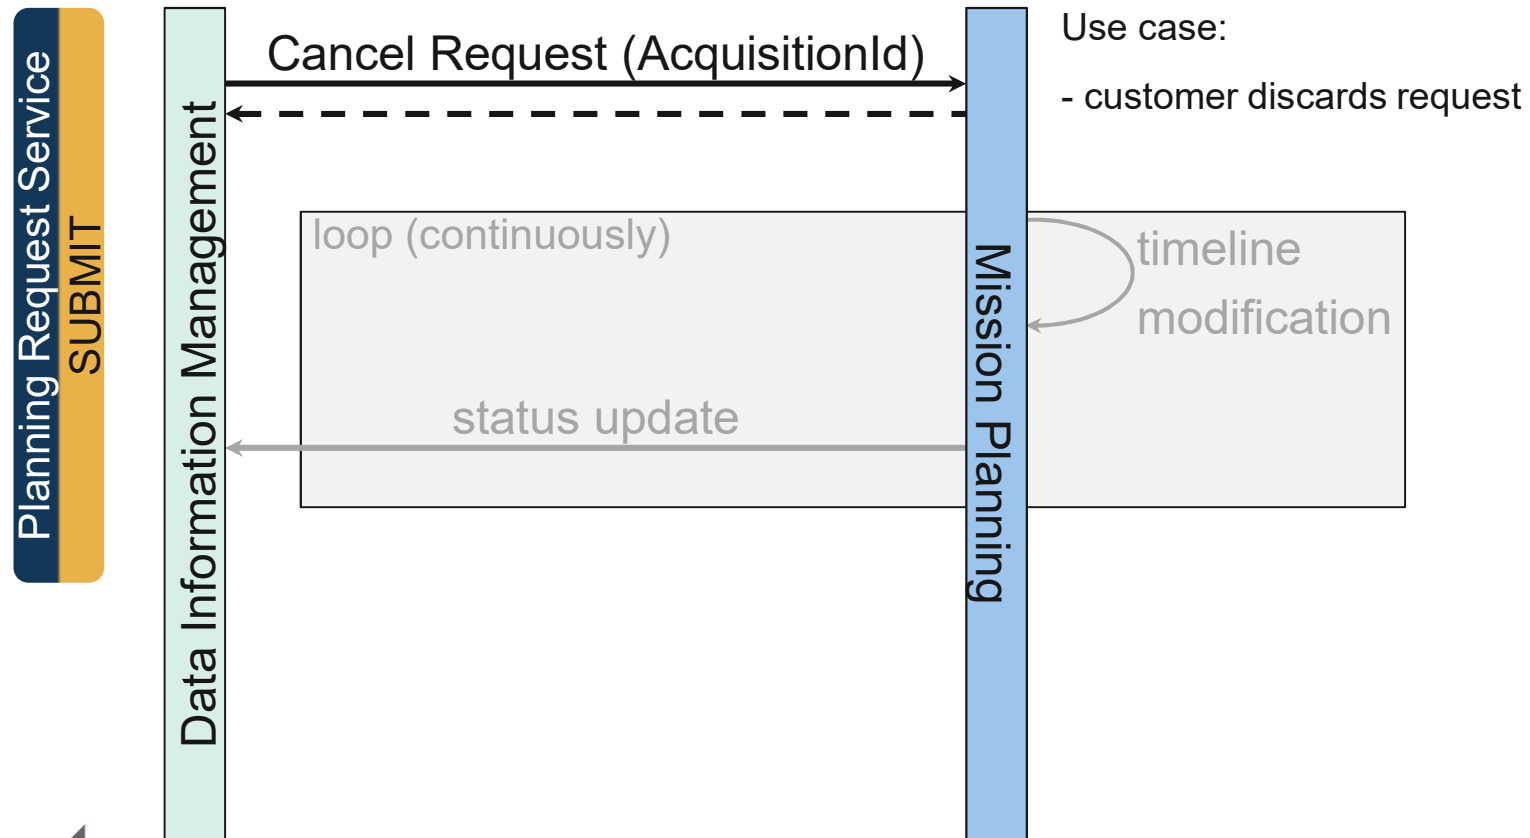 Planning Request Service
SUBMIT
Data Information Management
Cancel Request (AcquisitionId)
Mission Planning
Use case:
- customer discards request
loop (continuously)
timeline
modification
status update